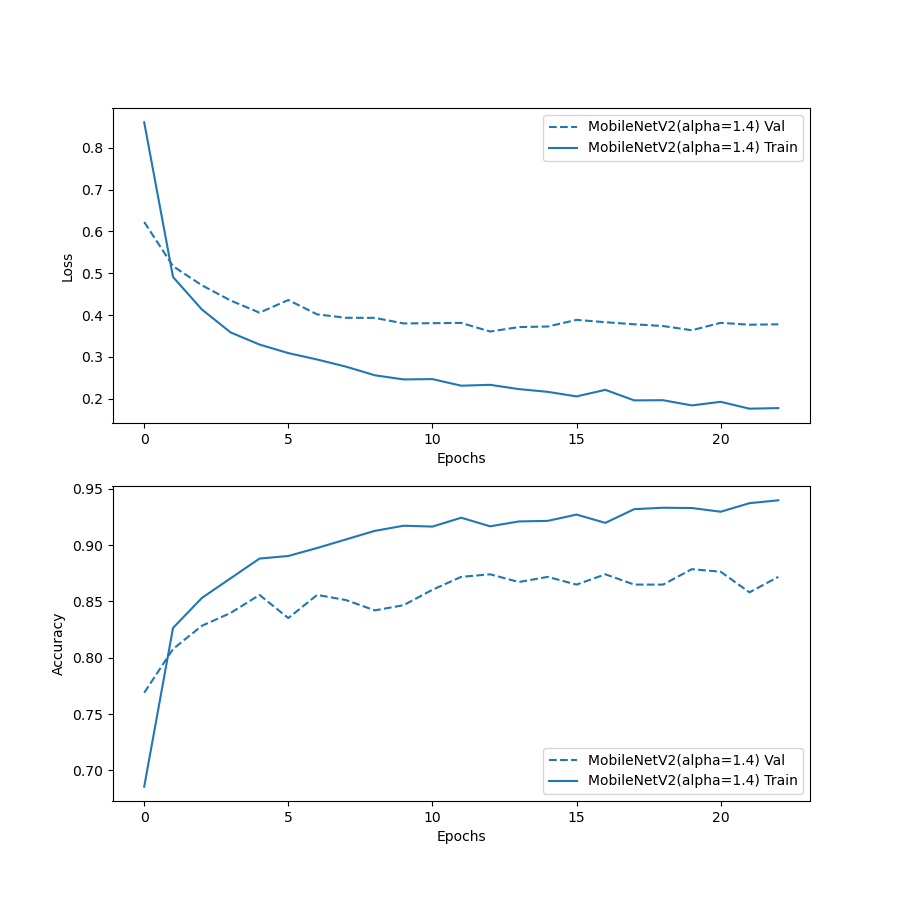 MobileNetV2(alpha=1.4) Val
MobileNetV2(alpha=1.4) Train
0.8
0.7
0.6
0.5
0.4
0.3
0.2
Loss
0 5 10 15 20
Epochs
0.95
0.90
0.85
0.80
0.75
0.70
Accuracy
MobileNetV2(alpha=1.4) Val
MobileNetV2(alpha=1.4) Train
0 5 10 15 20
Epochs